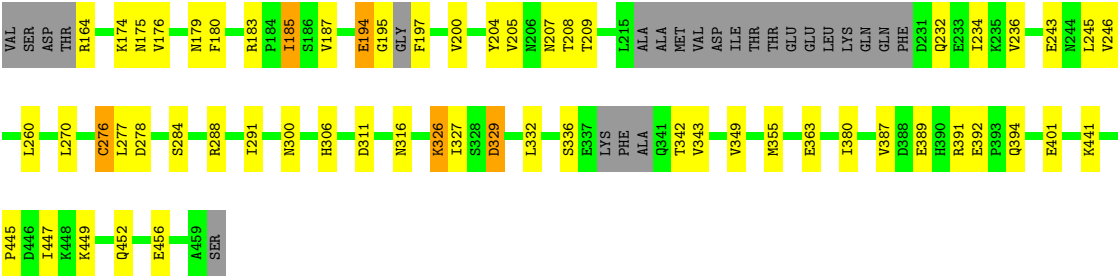 VAL SER ASP THR R164 K174 N175 V176 N179 F180 R183 P184 I185 S186 V187 E194 G195 GLY F197 V200 Y204 V205 N206 N207 T208 T209 L215 ALA ALA MET VAL ASP ILE THR THR GLU GLU LEU LYS GLN GLN PHE D231 Q232 E233 I234 K235 V236 E243 N244 L245 V246
L260 L270 C276 L277 D278 S284 R288 I291 N300 H306 D311 N316 K326 I327 S328 D329 L332 S336 E337 LYS PHE ALA Q341 T342 V343 V349 M355 E363 I380 V387 D388 E389 H390 R391 E392 P393 Q394 E401 K441
P445 D446 I447 K448 K449 Q452 E456 A459 SER